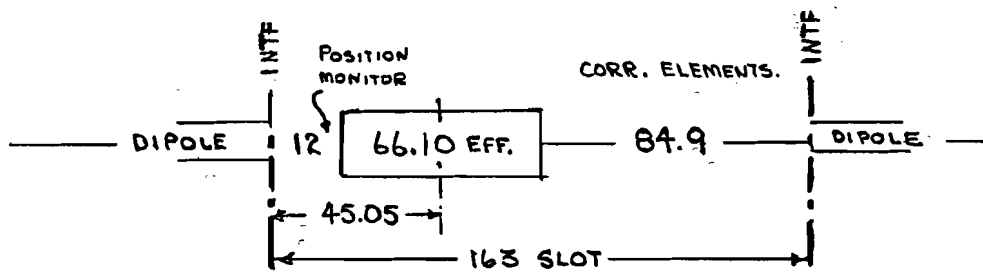 INTF
INTF
POSITION
MONITOR
CORR. ELEMENTS.
DIPOLE
12
66.10 EFF.
84.9
DIPOLE
45.05
163 SLOT